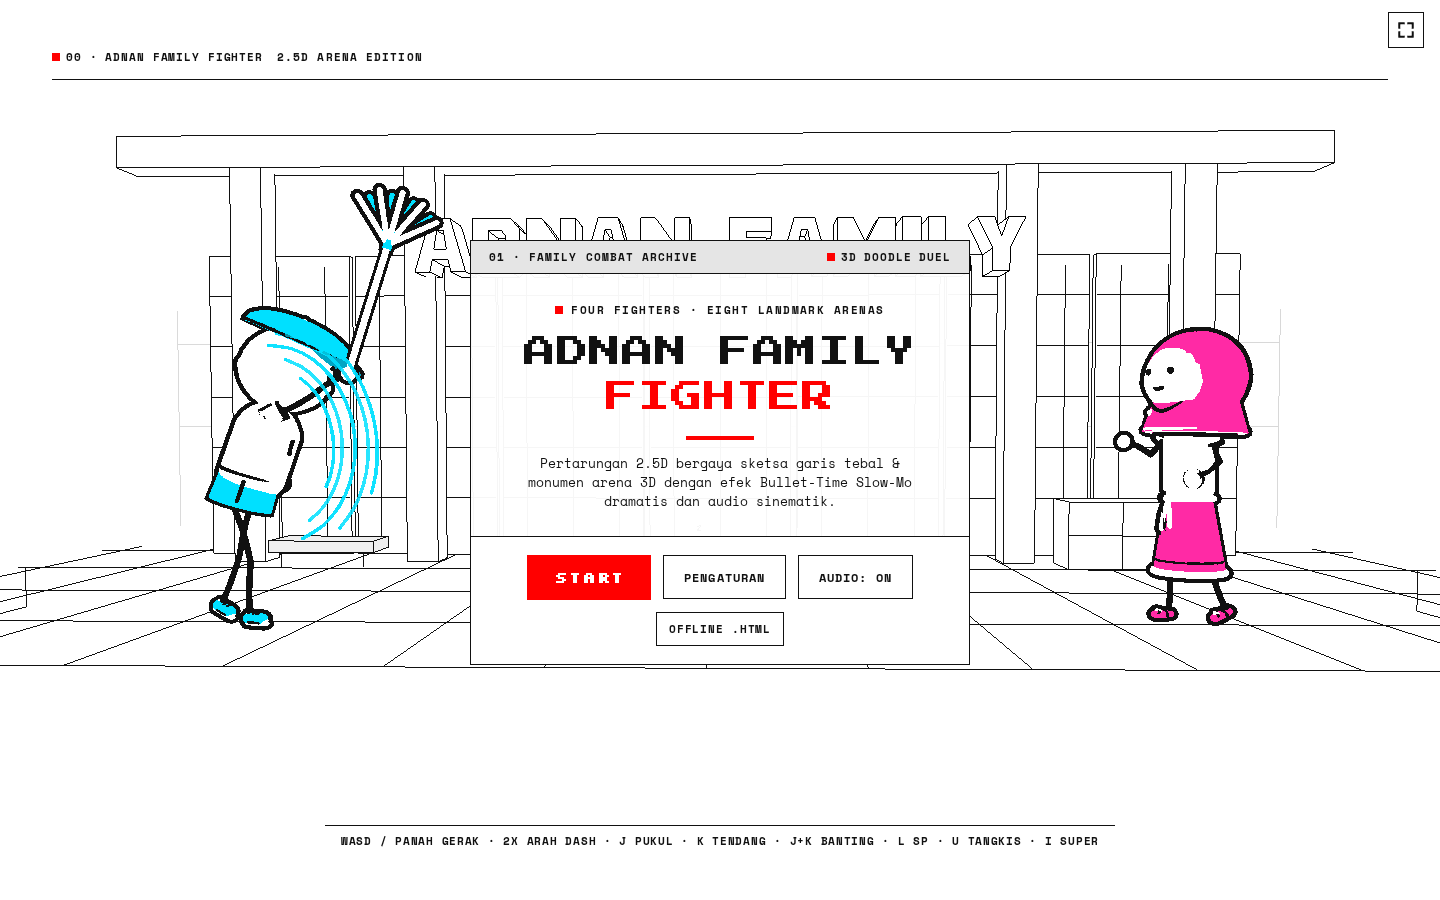 00 · ADNAN FAMILY FIGHTER 2.5D ARENA EDITION
ADNAN FAMILY
01 · FAMILY COMBAT ARCHIVE
3D DOODLE DUEL
FOUR FIGHTERS · EIGHT LANDMARK ARENAS
ADNAN FAMILY
FIGHTER
Pertarungan 2.5D bergaya sketsa garis tebal &
monumen arena 3D dengan efek Bullet-Time Slow-Mo
dramatis dan audio sinematik.
START
PENGATURAN
AUDIO: ON
OFFLINE .HTML
WASD / PANAH GERAK · 2X ARAH DASH · J PUKUL · K TENDANG · J+K BANTING · L SP · U TANGKIS · I SUPER